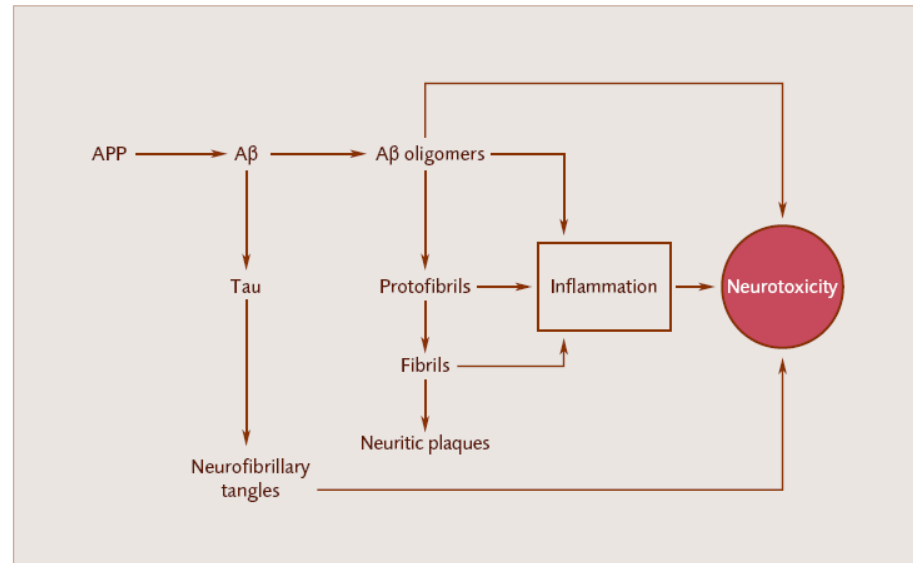 APP
Aβ
Aβ oligomers
Tau
Protofibrils
Inflammation
Neurotoxicity
Fibrils
Neuritic plaques
Neurofibrillary
tangles